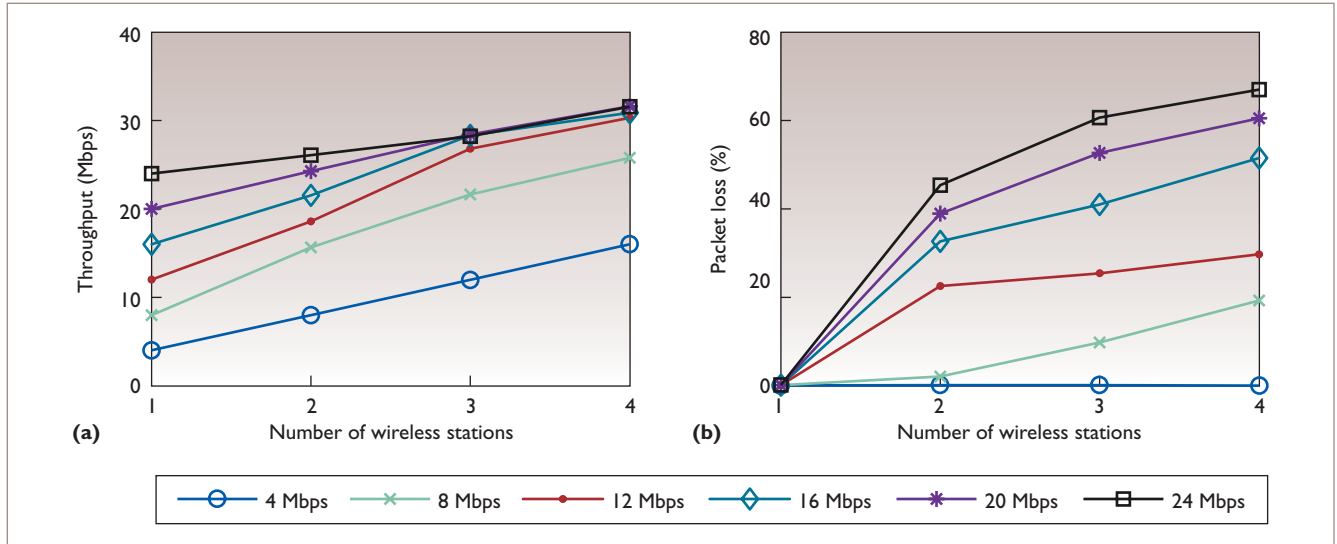 40
30
20
10
0
Throughput (Mbps)
1 2 3 4
Number of wireless stations
(a)
80
60
40
20
0
Packet loss (%)
1 2 3 4
Number of wireless stations
(b)
4 Mbps 8 Mbps 12 Mbps 16 Mbps 20 Mbps 24 Mbps